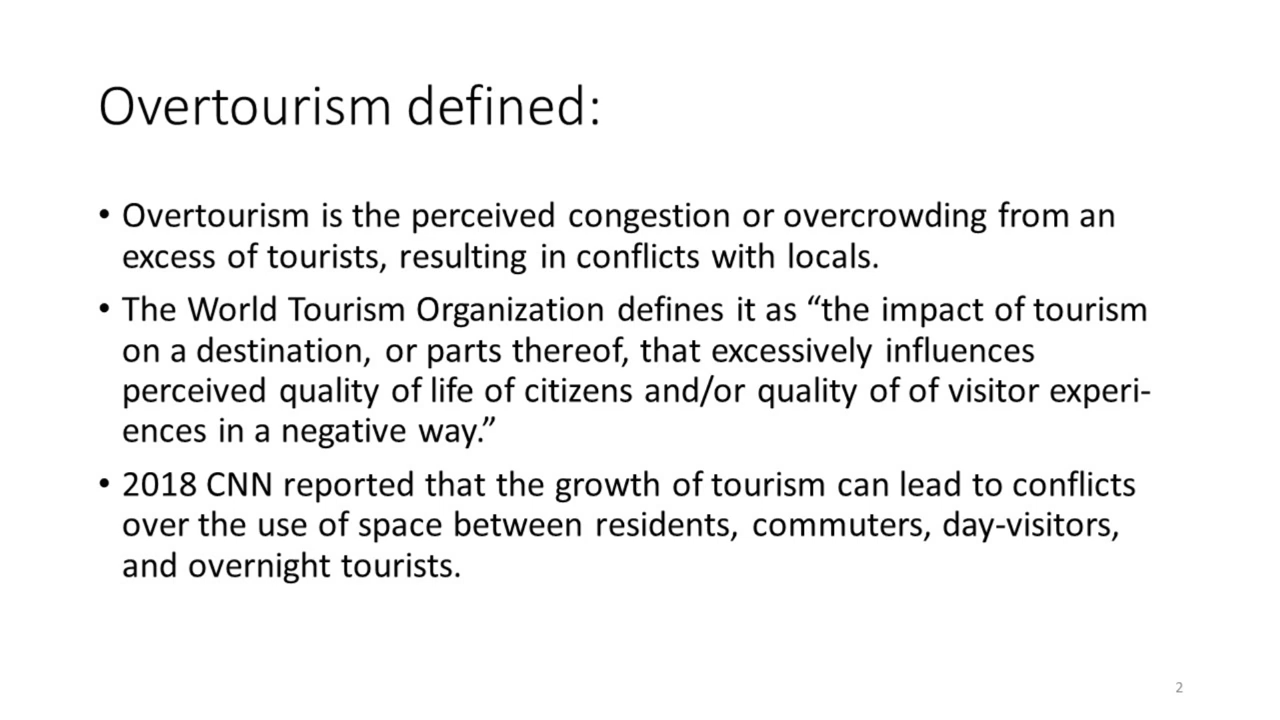 Overtourism defined:
• Overtourism is the perceived congestion or overcrowding from an
excess of tourists, resulting in conflicts with locals.
• The World Tourism Organization defines it as “the impact of tourism
on a destination, or parts thereof, that excessively influences
perceived quality of life of citizens and/or quality of of visitor experi-
ences in a negative way.”
• 2018 CNN reported that the growth of tourism can lead to conflicts
over the use of space between residents, commuters, day-visitors,
and overnight tourists.
2